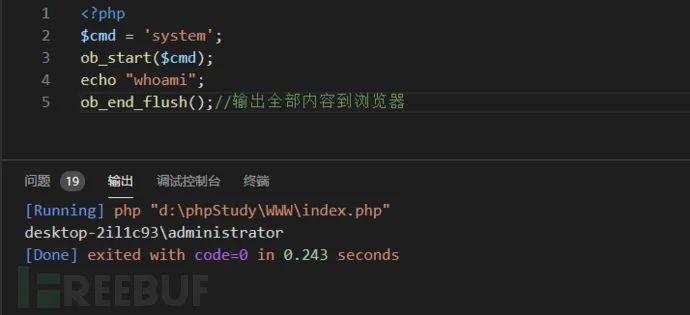 1 <?php
2 $cmd = 'system';
3 ob_start($cmd);
4 echo "whoami";
5 ob_end_flush();//输出全部内容到浏览器
问题 19 输出 调试控制台 终端
[Running] php "d:\phpStudy\WWW\index.php"
desktop-2il1c93\administrator
[Done] exited with code=0 in 0.243 seconds
FREEBUF